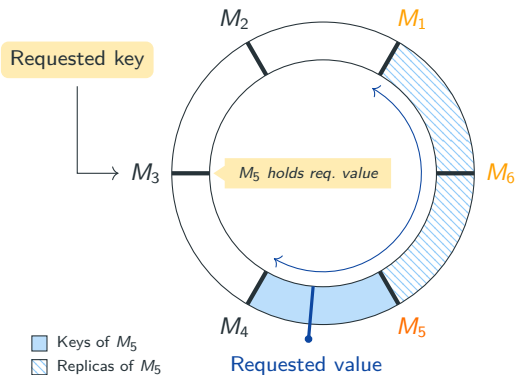 M₂
M₁
Requested key
M₃
M₅ holds req. value
M₆
M₄
M₅
Keys of M₅
Replicas of M₅
Requested value